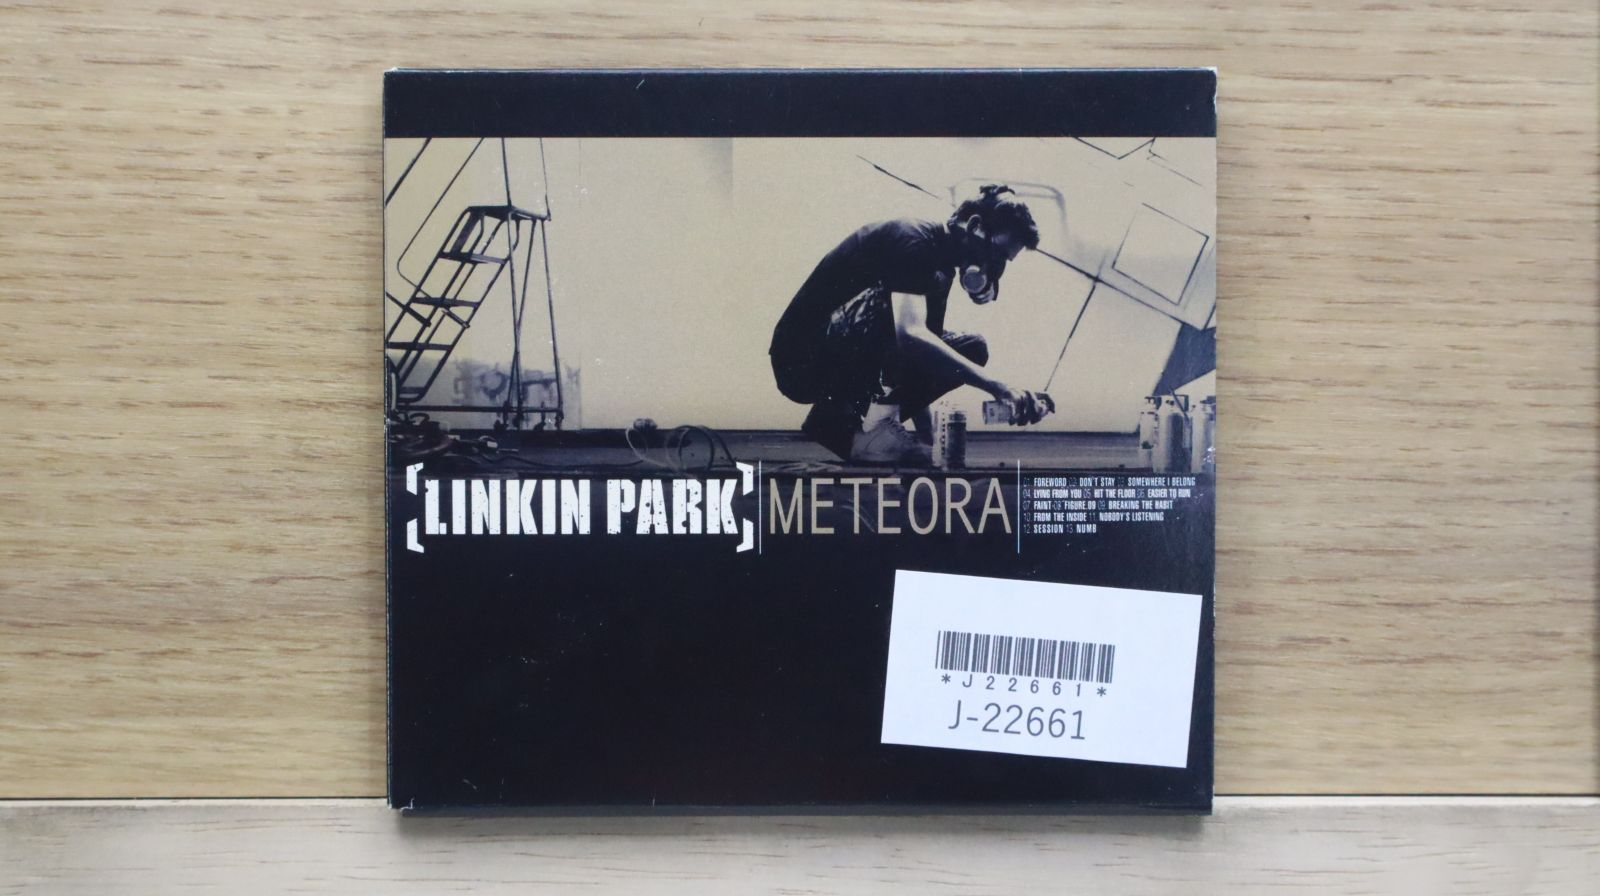 [LINKIN PARK] METEORA
01 FOREWORD 02 DON'T STAY 03 SOMEWHERE I BELONG
04 LYING FROM YOU 05 HIT THE FLOOR 06 EASIER TO RUN
07 FAINT 08 FIGURE.09 09 BREAKING THE HABIT
10 FROM THE INSIDE 11 NOBODY'S LISTENING
12 SESSION 13 NUMB
*J22661*
J-22661